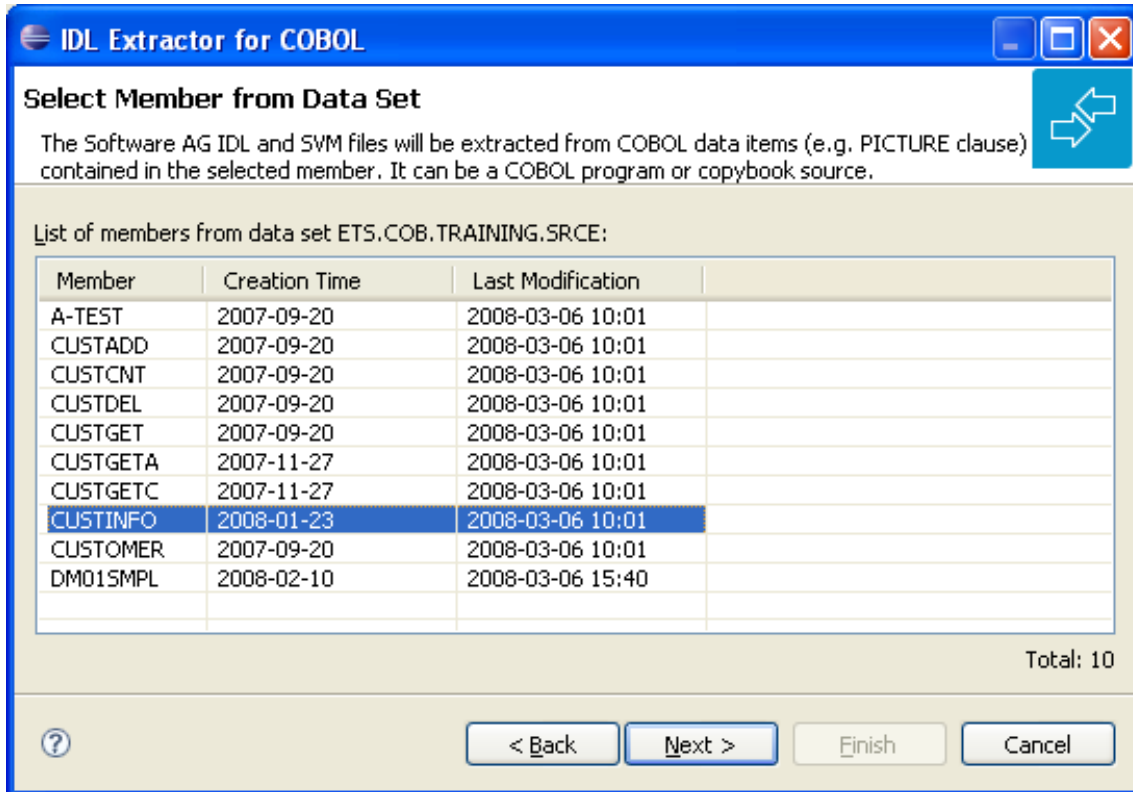 IDL Extractor for COBOL
Select Member from Data Set
The Software AG IDL and SVM files will be extracted from COBOL data items (e.g. PICTURE clause)
contained in the selected member. It can be a COBOL program or copybook source.
List of members from data set ETS.COB.TRAINING.SRCE:
Member Creation Time Last Modification
A-TEST 2007-09-20 2008-03-06 10:01
CUSTADD 2007-09-20 2008-03-06 10:01
CUSTCNT 2007-09-20 2008-03-06 10:01
CUSTDEL 2007-09-20 2008-03-06 10:01
CUSTGET 2007-09-20 2008-03-06 10:01
CUSTGETA 2007-11-27 2008-03-06 10:01
CUSTGETC 2007-11-27 2008-03-06 10:01
CUSTINFO 2008-01-23 2008-03-06 10:01
CUSTOMER 2007-09-20 2008-03-06 10:01
DM01SMPL 2008-02-10 2008-03-06 15:40
Total: 10
? < Back Next > Finish Cancel